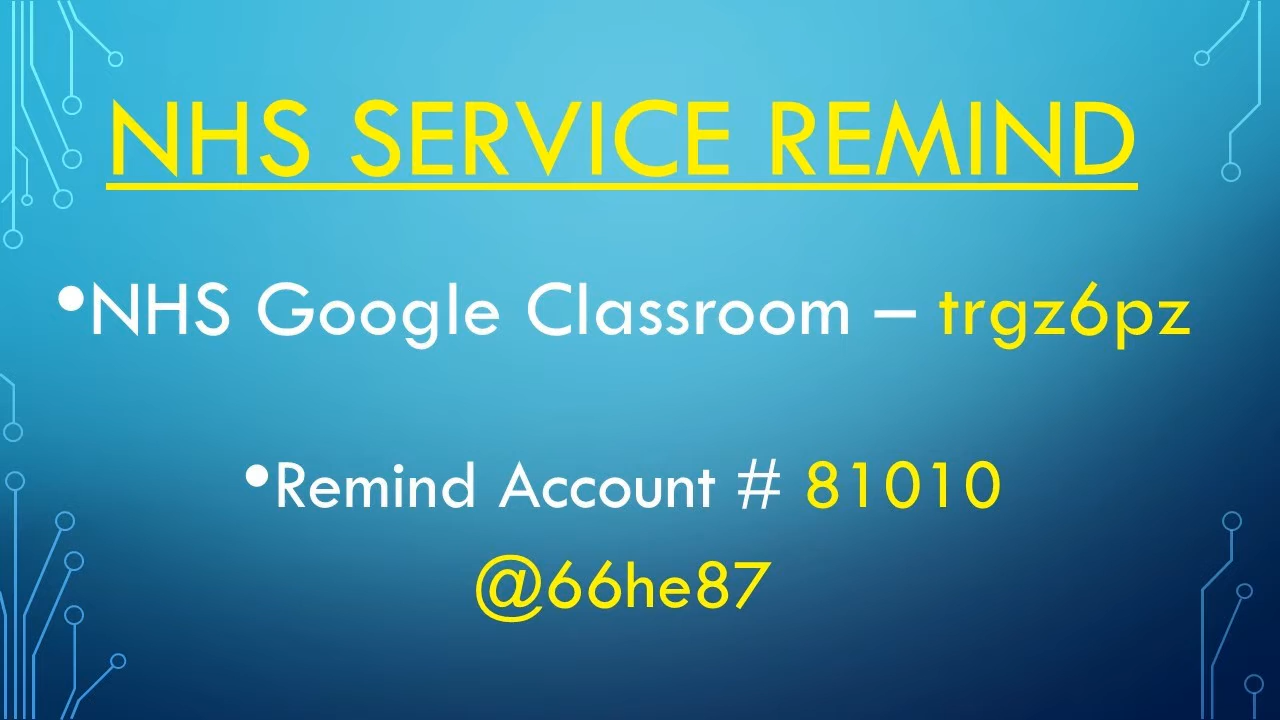 NHS SERVICE REMIND
•NHS Google Classroom – trgz6pz
•Remind Account # 81010
@66he87